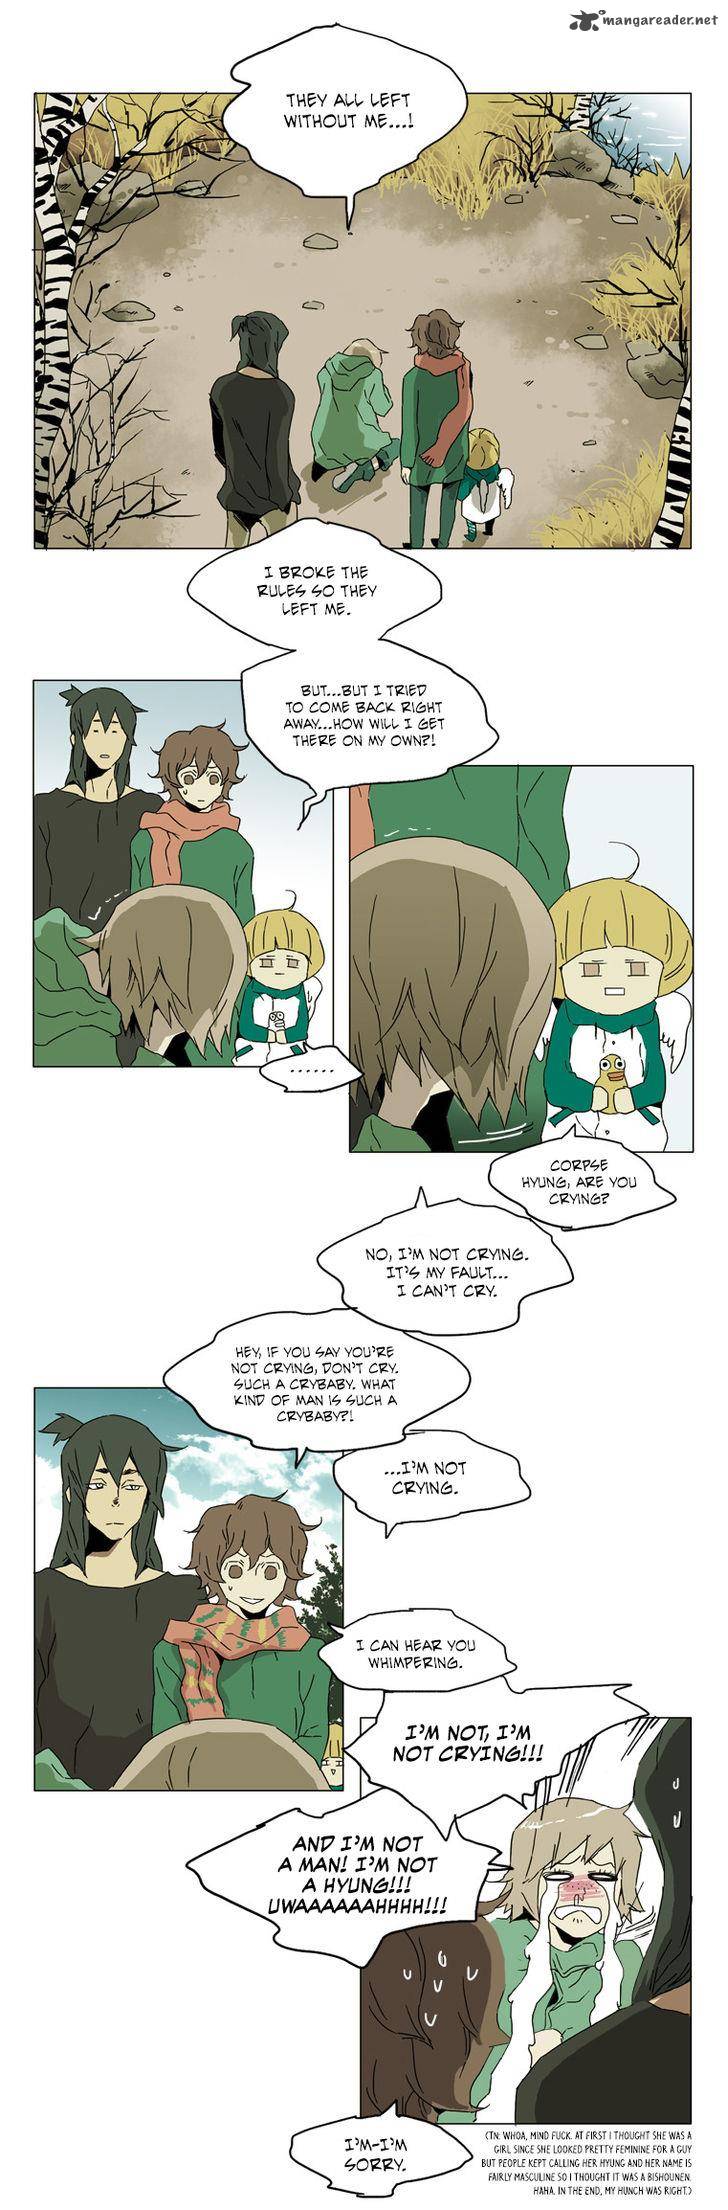 mangareader.net
THEY ALL LEFT
WITHOUT ME...!
I BROKE THE
RULES SO THEY
LEFT ME.
BUT...BUT I TRIED
TO COME BACK RIGHT
AWAY...HOW WILL I GET
THERE ON MY OWN?!
......
CORPSE
HYUNG, ARE YOU
CRYING?
NO, I'M NOT CRYING.
IT'S MY FAULT...
I CAN'T CRY.
HEY, IF YOU SAY YOU'RE
NOT CRYING, DON'T CRY.
SUCH A CRYBABY. WHAT
KIND OF MAN IS SUCH A
CRYBABY?!
...I'M NOT
CRYING.
I CAN HEAR YOU
WHIMPERING.
I'M NOT, I'M
NOT CRYING!!!
AND I'M NOT
A MAN! I'M NOT
A HYUNG!!!
UWAAAAAAHHHH!!!
I'M-I'M
SORRY.
(TN: WHOA, MIND FUCK. AT FIRST I THOUGHT SHE WAS A
GIRL SINCE SHE LOOKED PRETTY FEMININE FOR A GUY
BUT PEOPLE KEPT CALLING HER HYUNG AND HER NAME IS
FAIRLY MASCULINE SO I THOUGHT IT WAS A BISHOUNEN.
HAHA. IN THE END, MY HUNCH WAS RIGHT.)